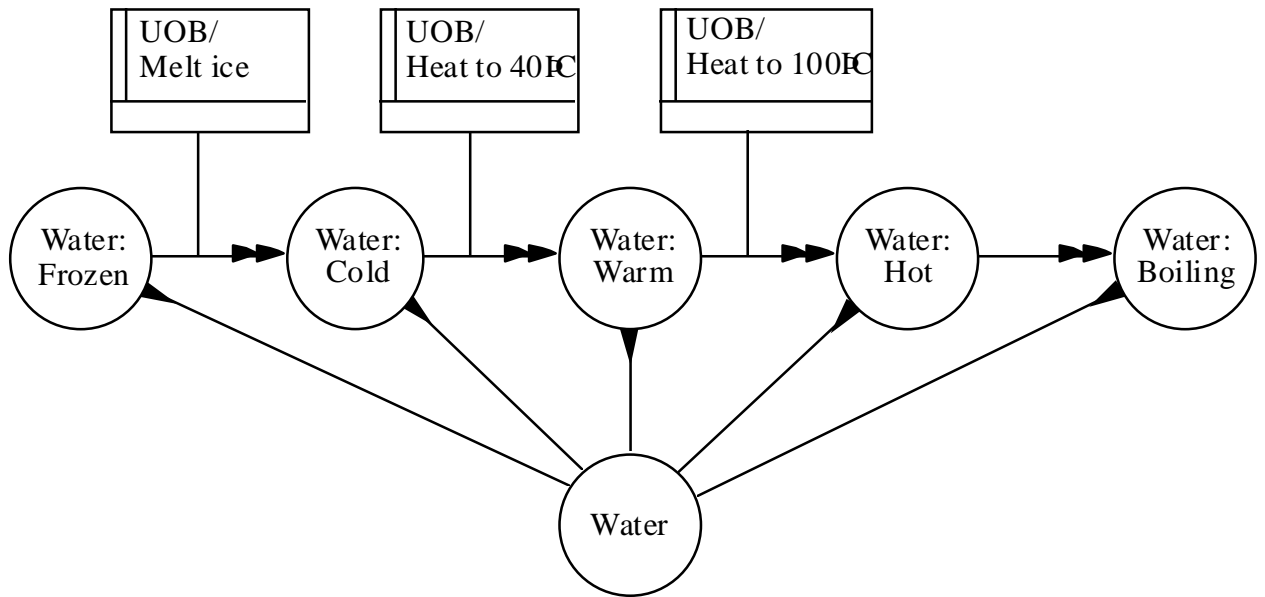 UOB/
Melt ice
UOB/
Heat to 40
UOB/
Heat to 100
Water:
Frozen
Water:
Cold
Water:
Warm
Water:
Hot
Water:
Boiling
Water